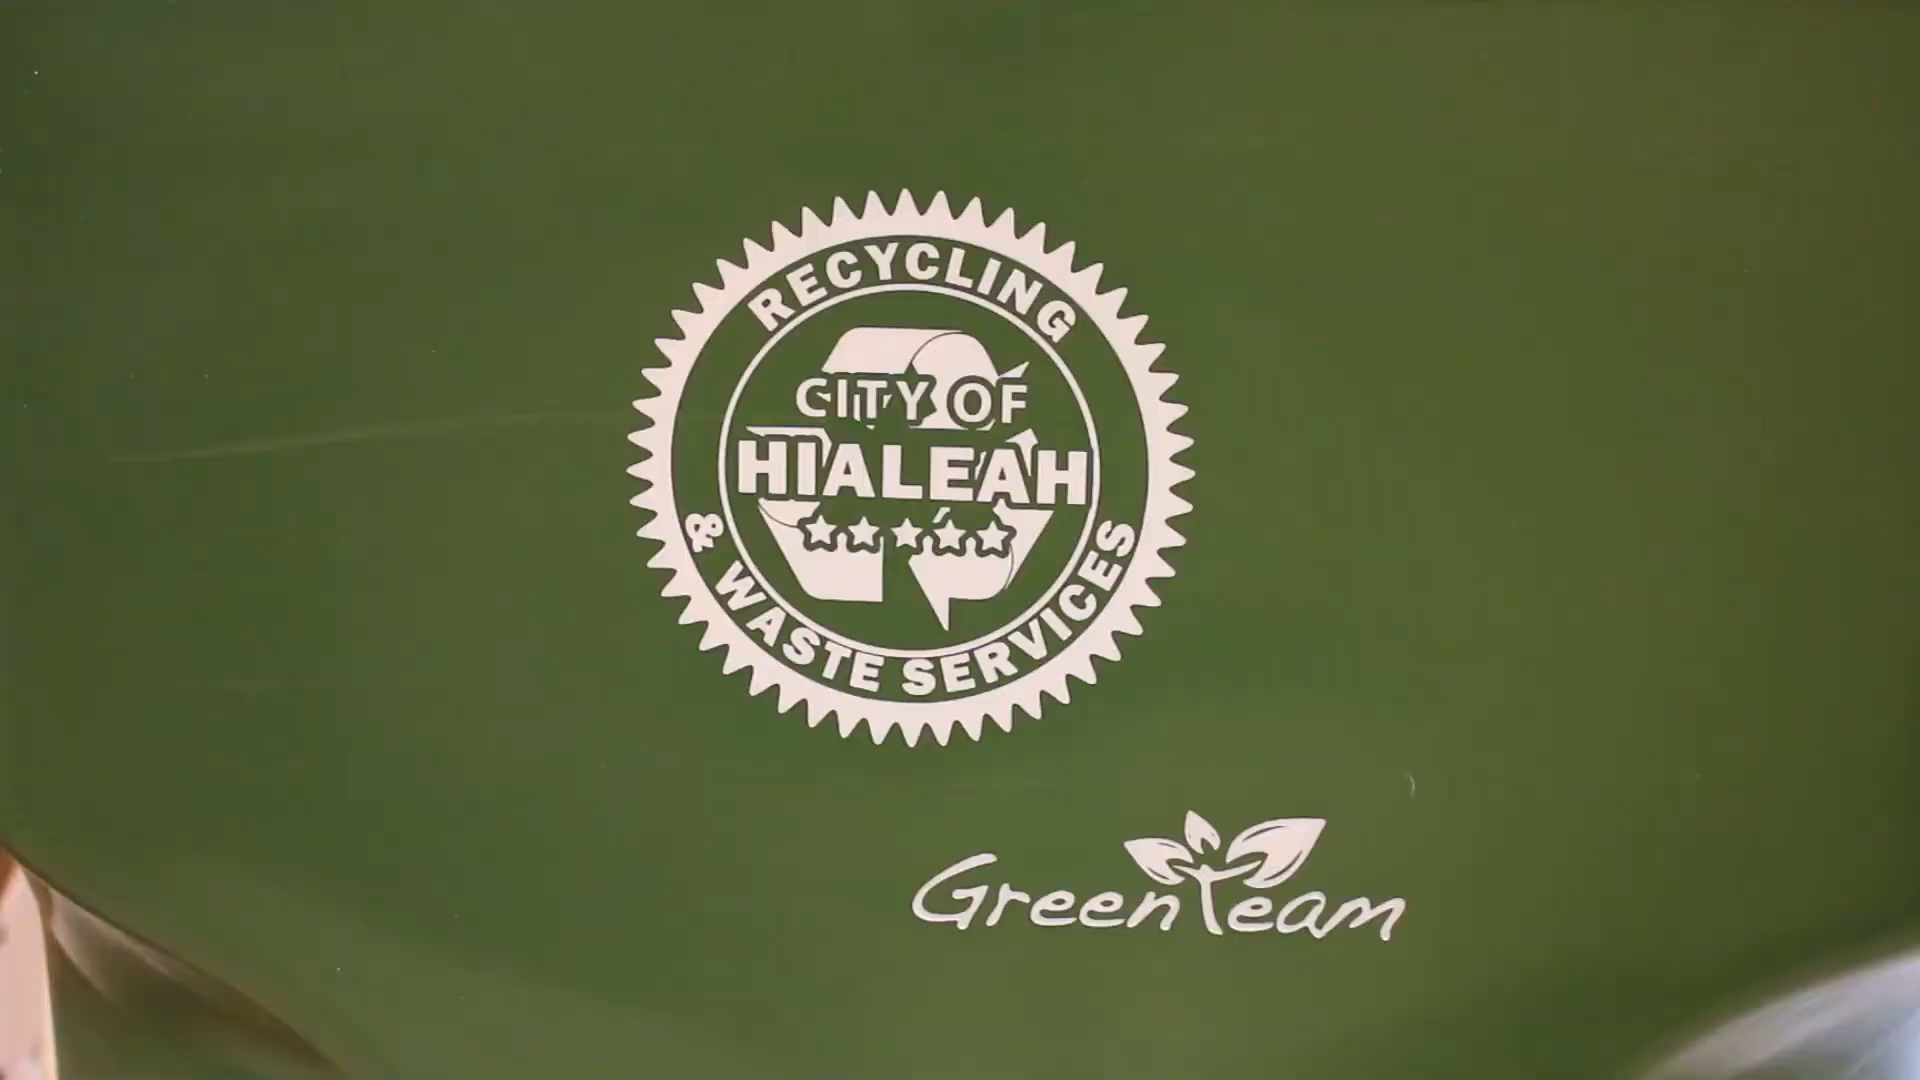 RECYCLING
CITY OF
HIALEAH
& WASTE SERVICES
GreenTeam